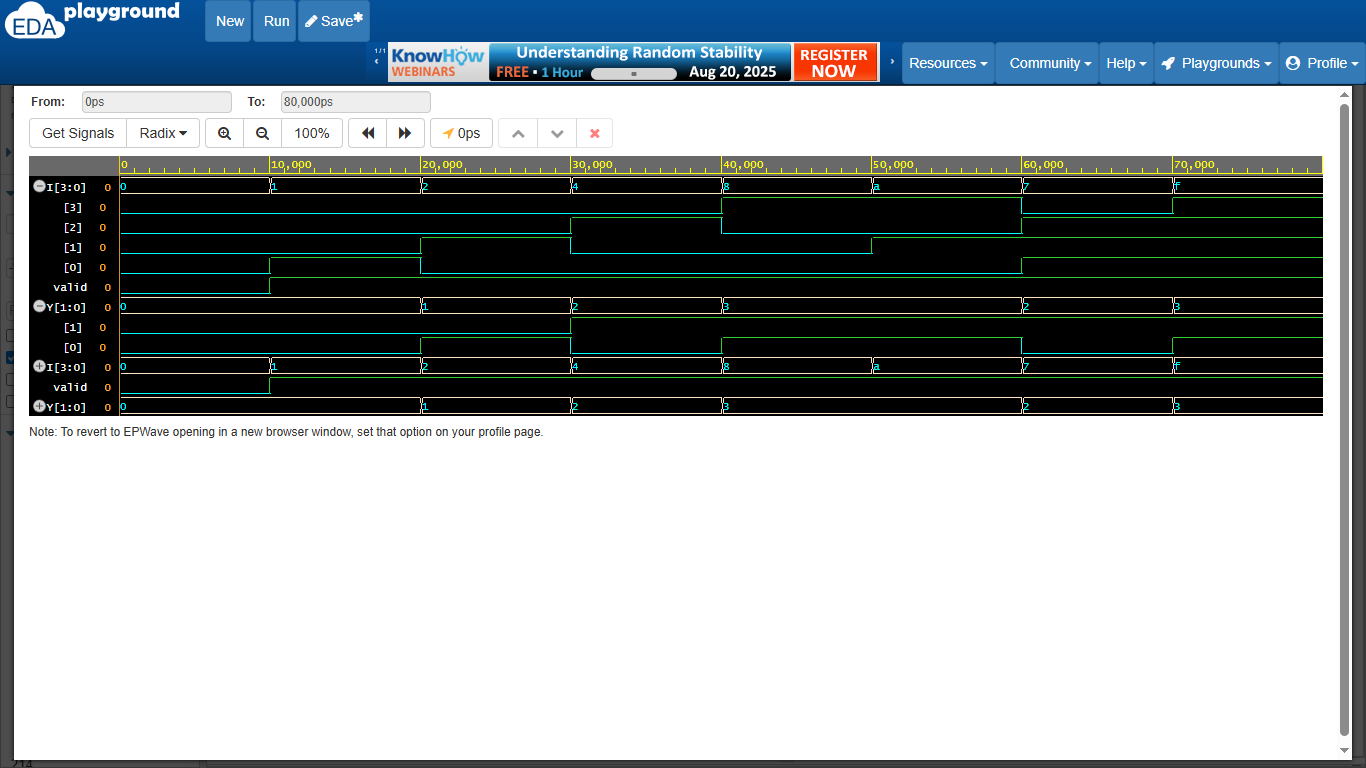 EDA playground
New Run Save*
1/1
KnowHow WEBINARS
Understanding Random Stability
FREE • 1 Hour Aug 20, 2025
REGISTER NOW
Resources Community Help Playgrounds Profile
From: 0ps To: 80,000ps
Get Signals Radix 100% 0ps
0 10,000 20,000 30,000 40,000 50,000 60,000 70,000
I[3:0] 0 0 1 2 4 8 a 7 f
[3] 0
[2] 0
[1] 0
[0] 0
valid 0
Y[1:0] 0 0 1 2 3 2 3
[1] 0
[0] 0
I[3:0] 0 0 1 2 4 8 a 7 f
valid 0
Y[1:0] 0 0 1 2 3 2 3
Note: To revert to EPWave opening in a new browser window, set that option on your profile page.